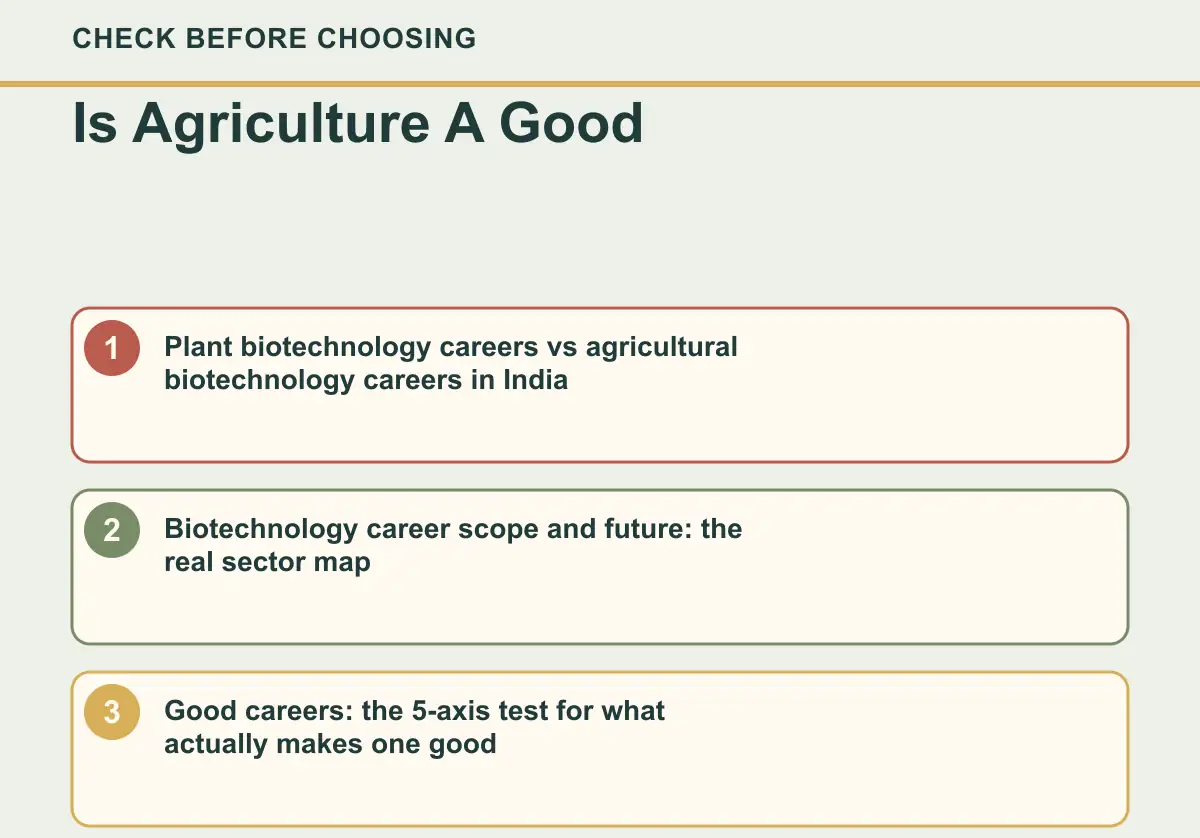 CHECK BEFORE CHOOSING
Is Agriculture A Good
1
Plant biotechnology careers vs agricultural
biotechnology careers in India
2
Biotechnology career scope and future: the
real sector map
3
Good careers: the 5-axis test for what
actually makes one good